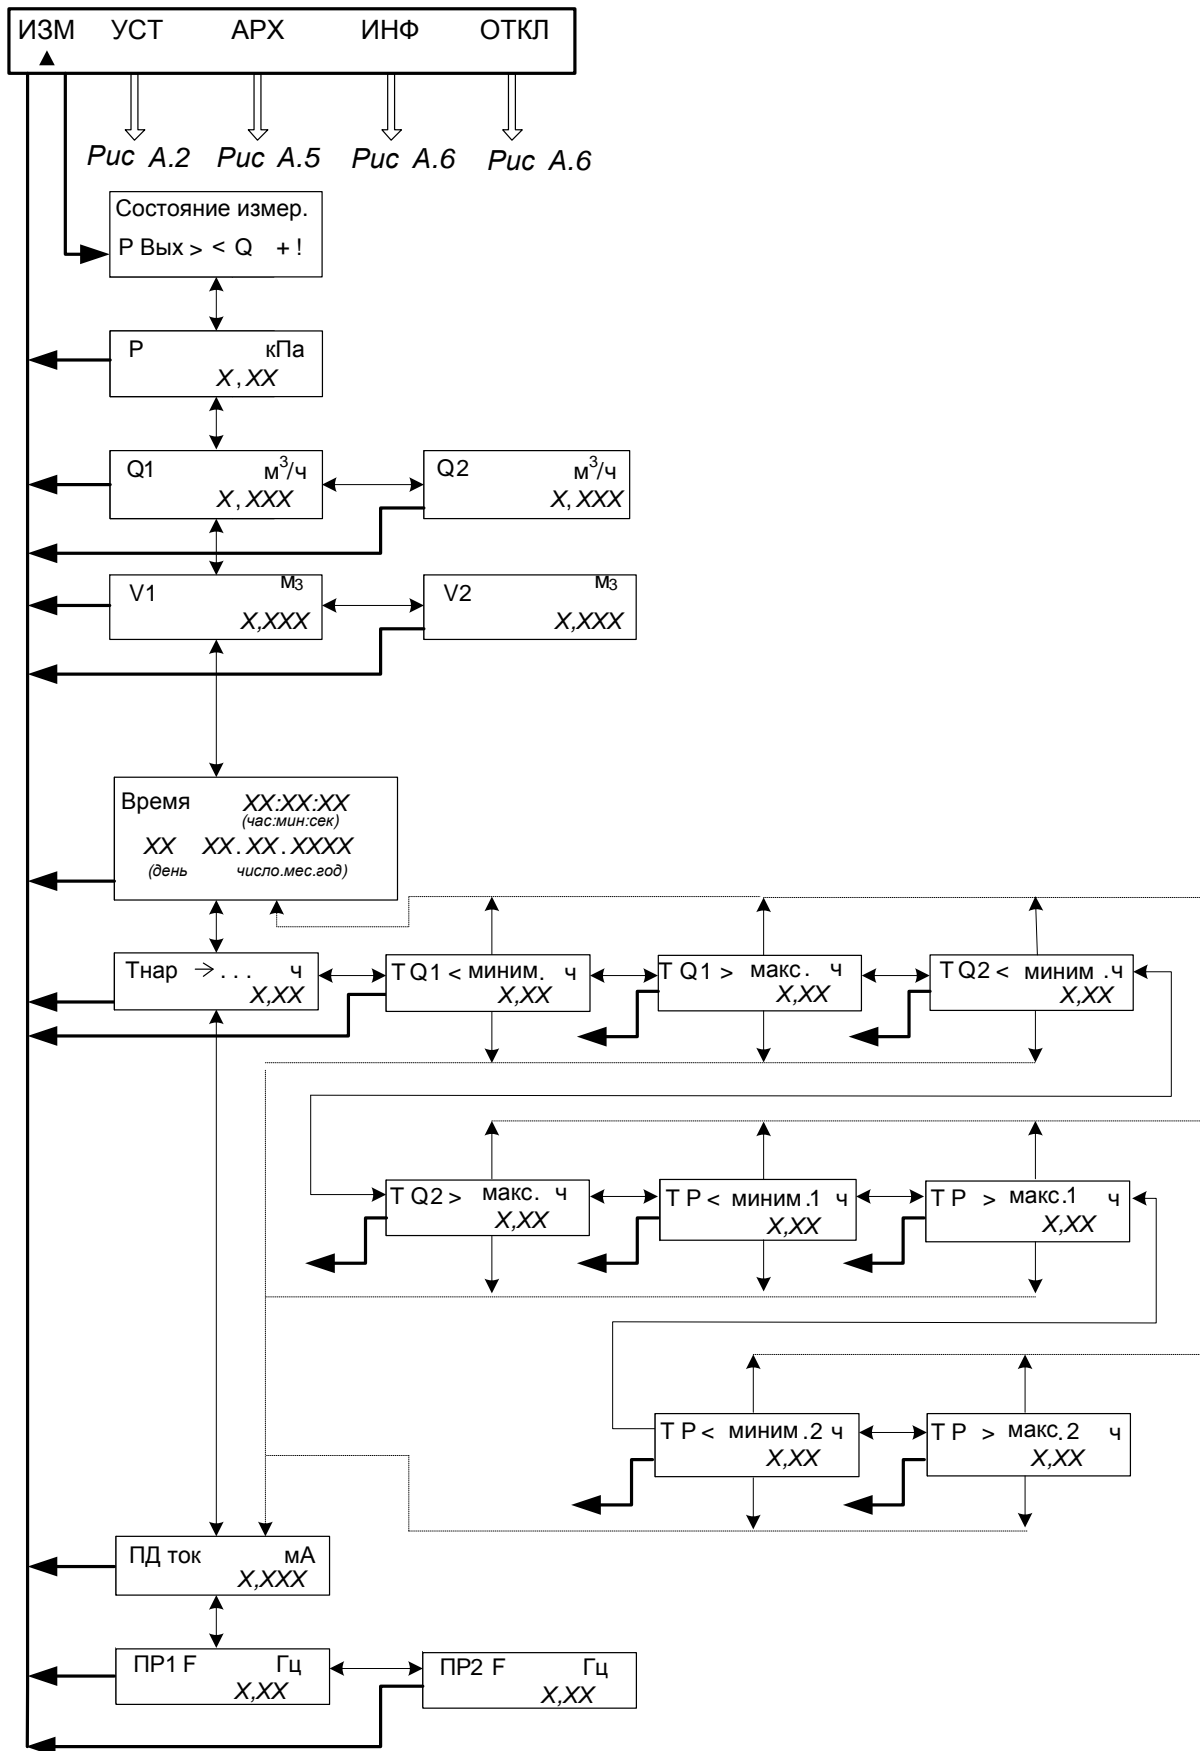 ИЗМ УСТ АРХ ИНФ ОТКЛ
▲
Рис А.2 Рис А.5 Рис А.6 Рис А.6
Состояние измер.
Р Вых > < Q + !
Р кПа
X,XX
Q1 м³/ч
X,XXX
Q2 м³/ч
X,XXX
V1 м3
X,XXX
V2 м3
X,XXX
Время XX:XX:XX
(час:мин:сек)
XX XX.XX.XXXX
(день число.мес.год)
Тнар →... ч
X,XX
Т Q1 < миним. ч
X,XX
Т Q1 > макс. ч
X,XX
Т Q2 < миним .ч
X,XX
Т Q2 > макс. ч
X,XX
Т Р < миним.1 ч
X,XX
Т Р > макс.1 ч
X,XX
Т Р < миним.2 ч
X,XX
Т Р > макс.2 ч
X,XX
ПД ток мА
X,XXX
ПР1 F Гц
X,XX
ПР2 F Гц
X,XX